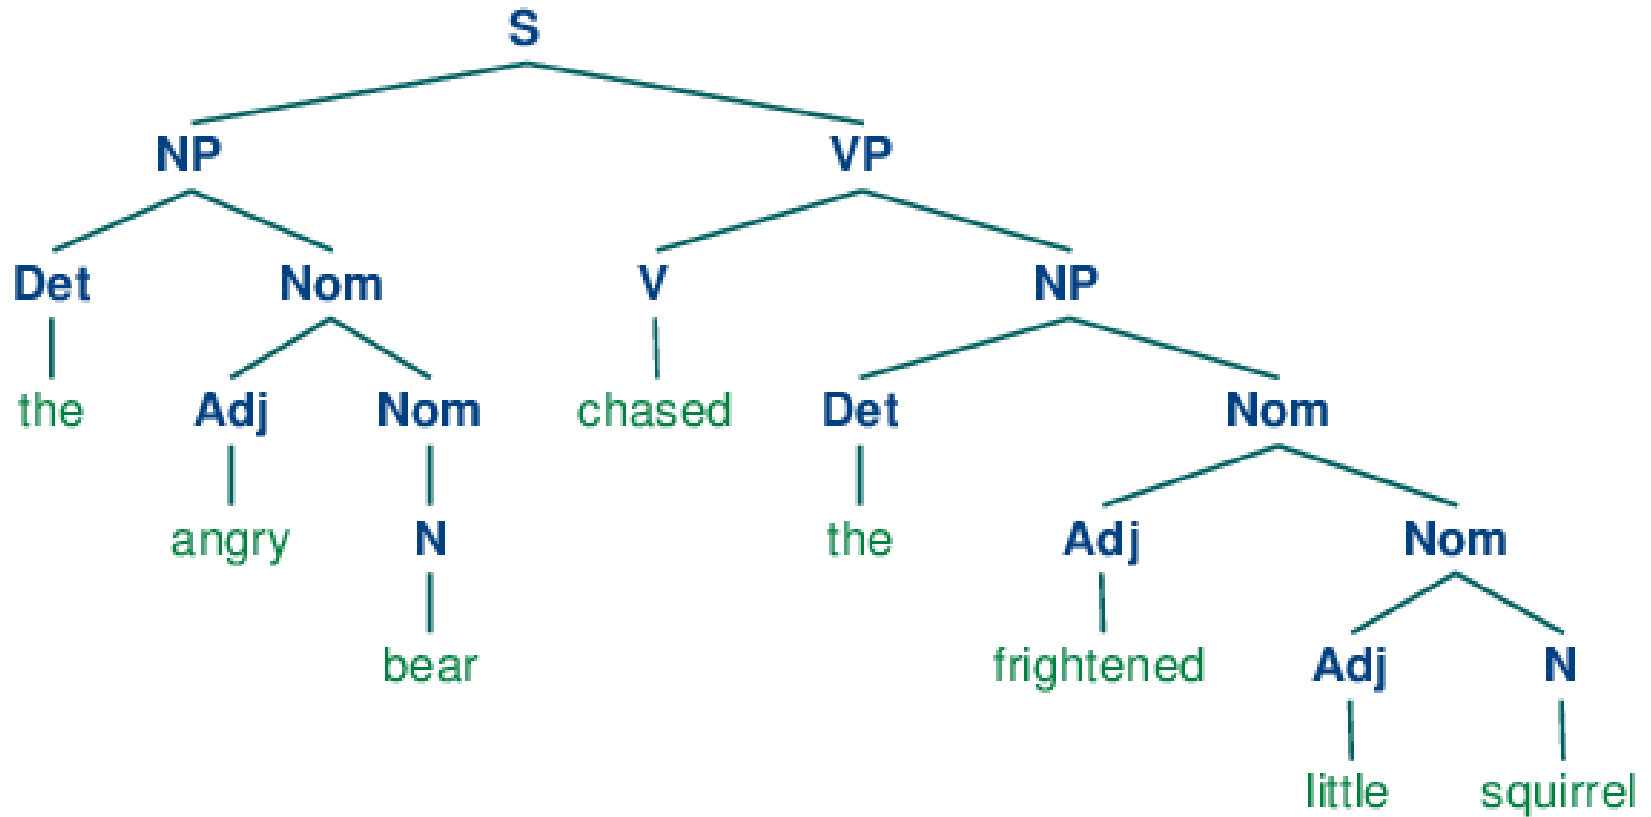 S
NP VP
Det Nom V NP
the Adj Nom chased Det Nom
angry N the Adj Nom
bear frightened Adj N
little squirrel